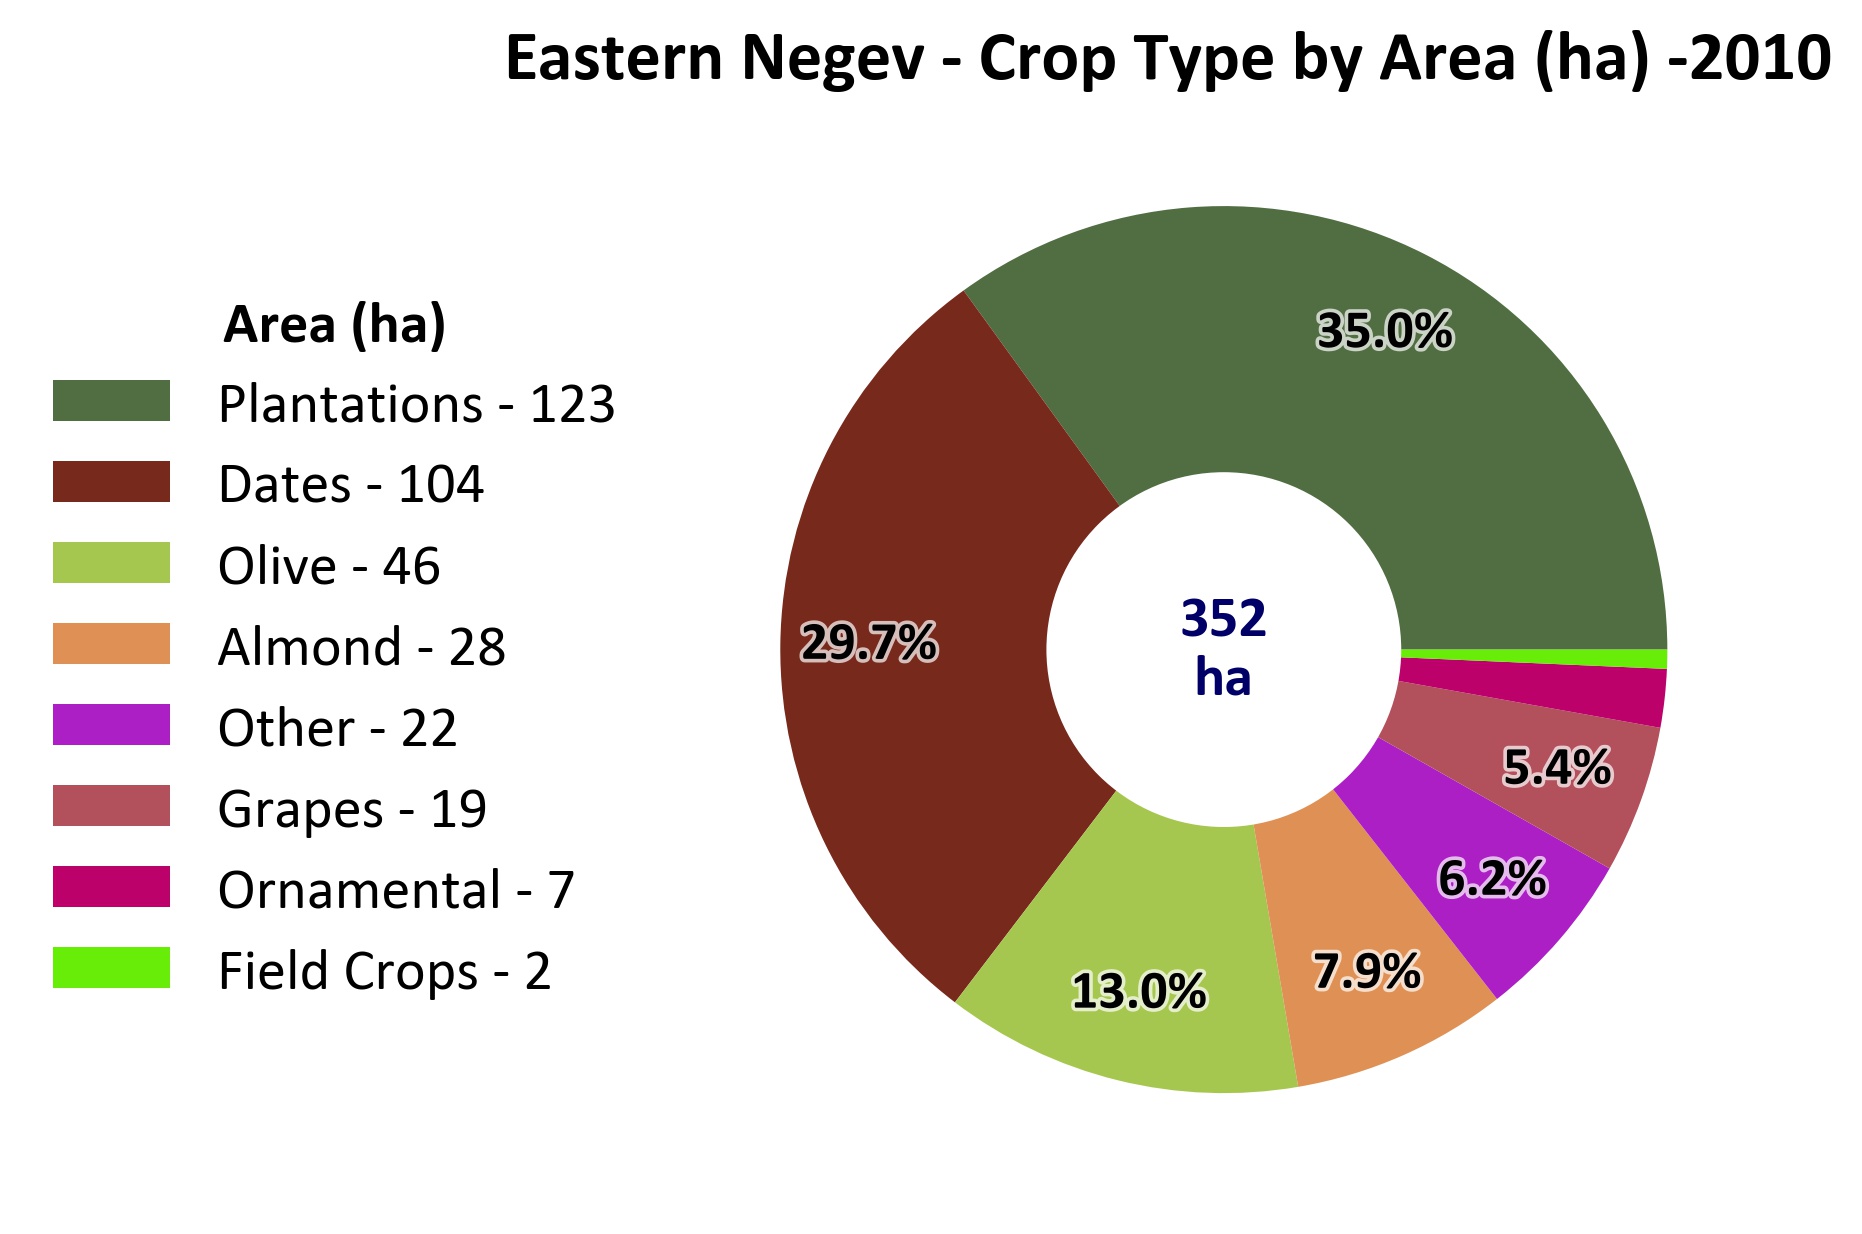 Eastern Negev - Crop Type by Area (ha) -2010
Area (ha)
Plantations - 123
Dates - 104
Olive - 46
Almond - 28
Other - 22
Grapes - 19
Ornamental - 7
Field Crops - 2
35.0%
29.7%
352
ha
5.4%
6.2%
7.9%
13.0%